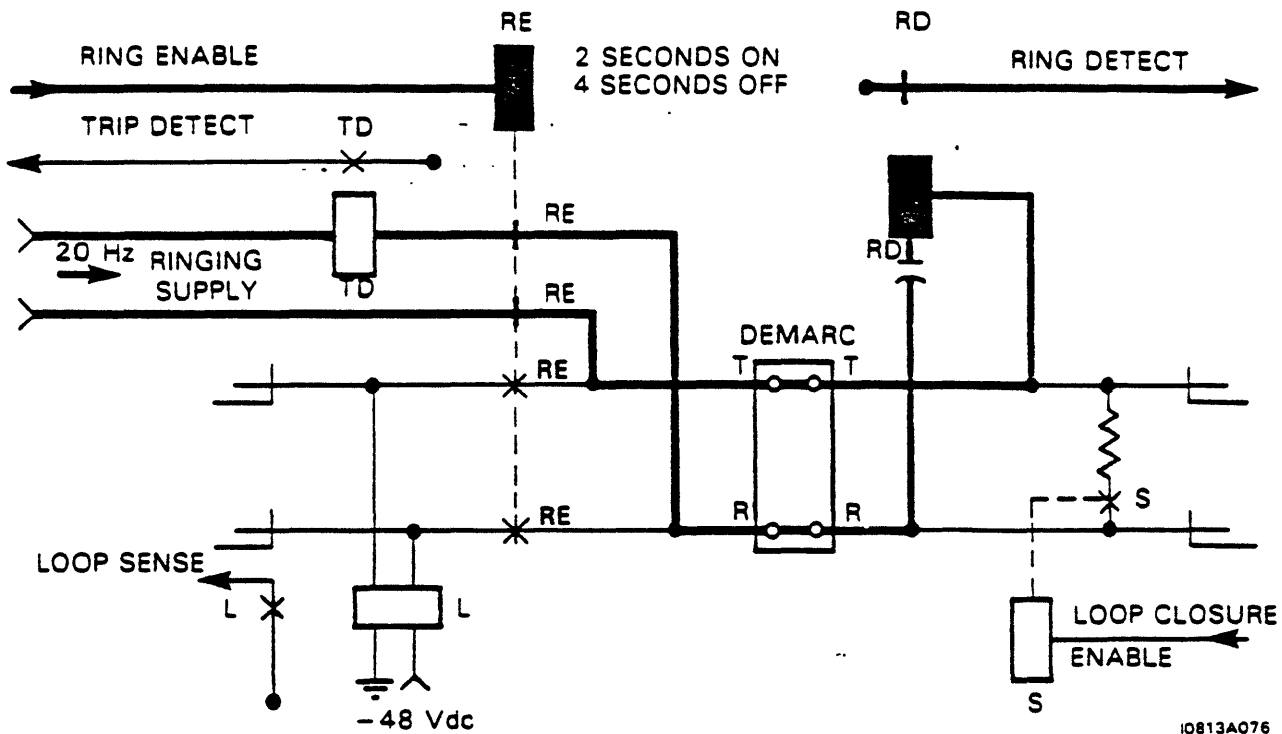 RE
RD
RING ENABLE
2 SECONDS ON
4 SECONDS OFF
RING DETECT
TRIP DETECT
TD
RE
20 Hz
RINGING
SUPPLY
TD
RE
RD
DEMARC
T
T
RE
R
R
RE
S
LOOP SENSE
L
L
LOOP CLOSURE
ENABLE
S
-48 Vdc
I0813A076